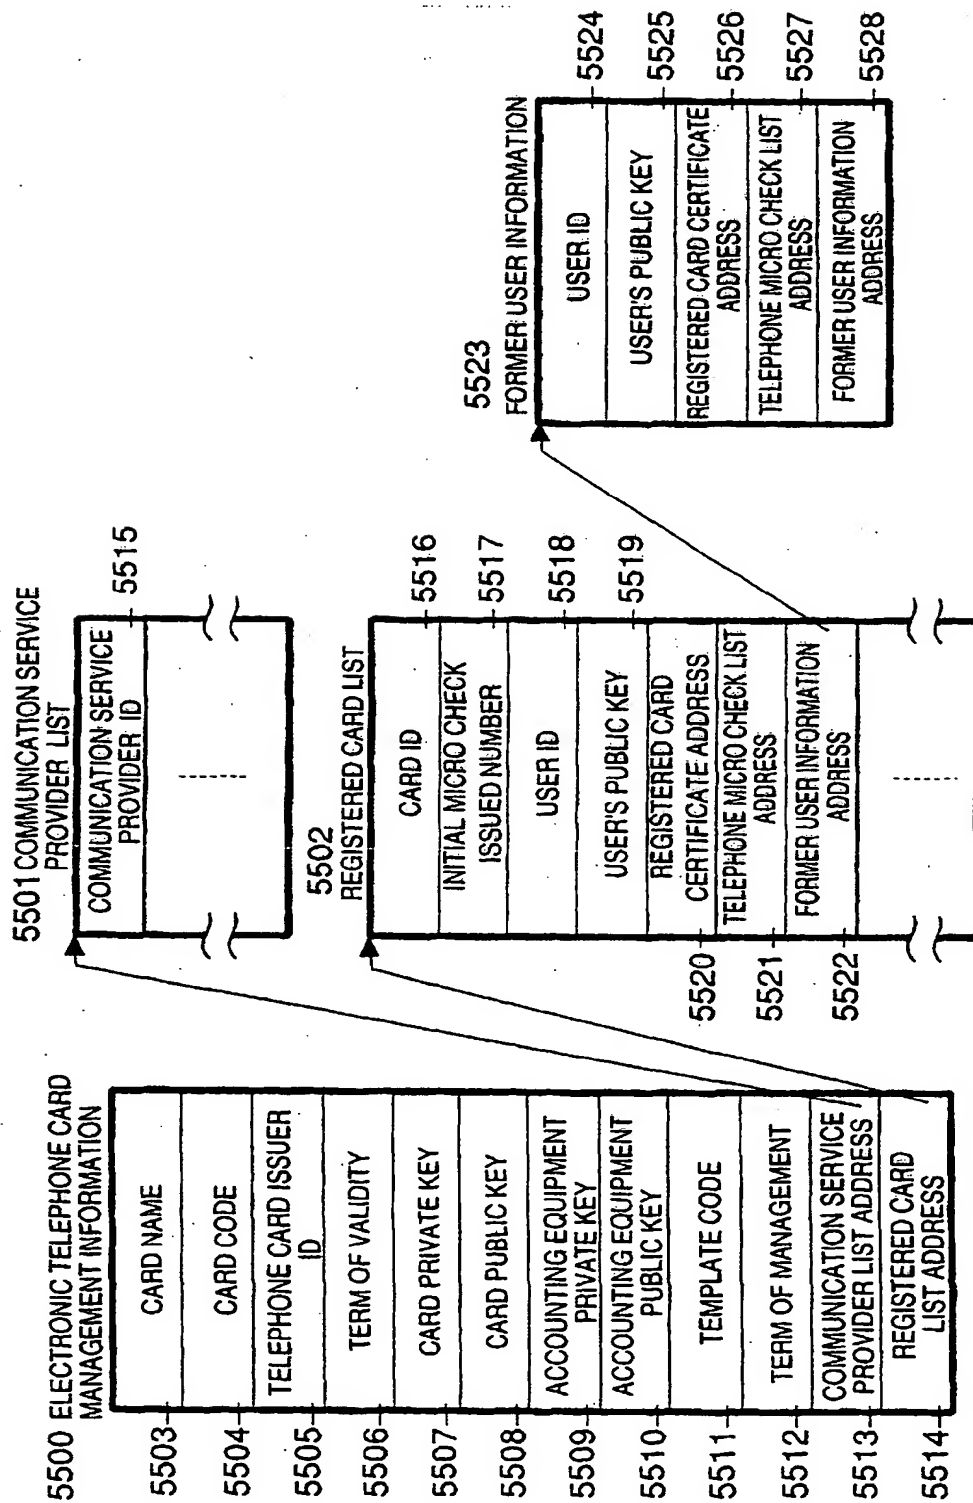 5500 ELECTRONIC TELEPHONE CARD
MANAGEMENT INFORMATION
5503
CARD NAME
5504
CARD CODE
5505
TELEPHONE CARD ISSUER
ID
5506
TERM OF VALIDITY
5507
CARD PRIVATE KEY
5508
CARD PUBLIC KEY
5509
ACCOUNTING EQUIPMENT
PRIVATE KEY
5510
ACCOUNTING EQUIPMENT
PUBLIC KEY
5511
TEMPLATE CODE
5512
TERM OF MANAGEMENT
5513
COMMUNICATION SERVICE
PROVIDER LIST ADDRESS
5514
REGISTERED CARD
LIST ADDRESS
5501 COMMUNICATION SERVICE
PROVIDER LIST
COMMUNICATION SERVICE
PROVIDER ID
5515
5502
REGISTERED CARD LIST
CARD ID
5516
INITIAL MICRO CHECK
ISSUED NUMBER
5517
USER ID
5518
USER'S PUBLIC KEY
5519
REGISTERED CARD
CERTIFICATE ADDRESS
5520
TELEPHONE MICRO CHECK LIST
ADDRESS
5521
FORMER USER INFORMATION
ADDRESS
5522
5523
FORMER USER INFORMATION
USER ID
5524
USER'S PUBLIC KEY
5525
REGISTERED CARD CERTIFICATE
ADDRESS
5526
TELEPHONE MICRO CHECK LIST
ADDRESS
5527
FORMER USER INFORMATION
ADDRESS
5528